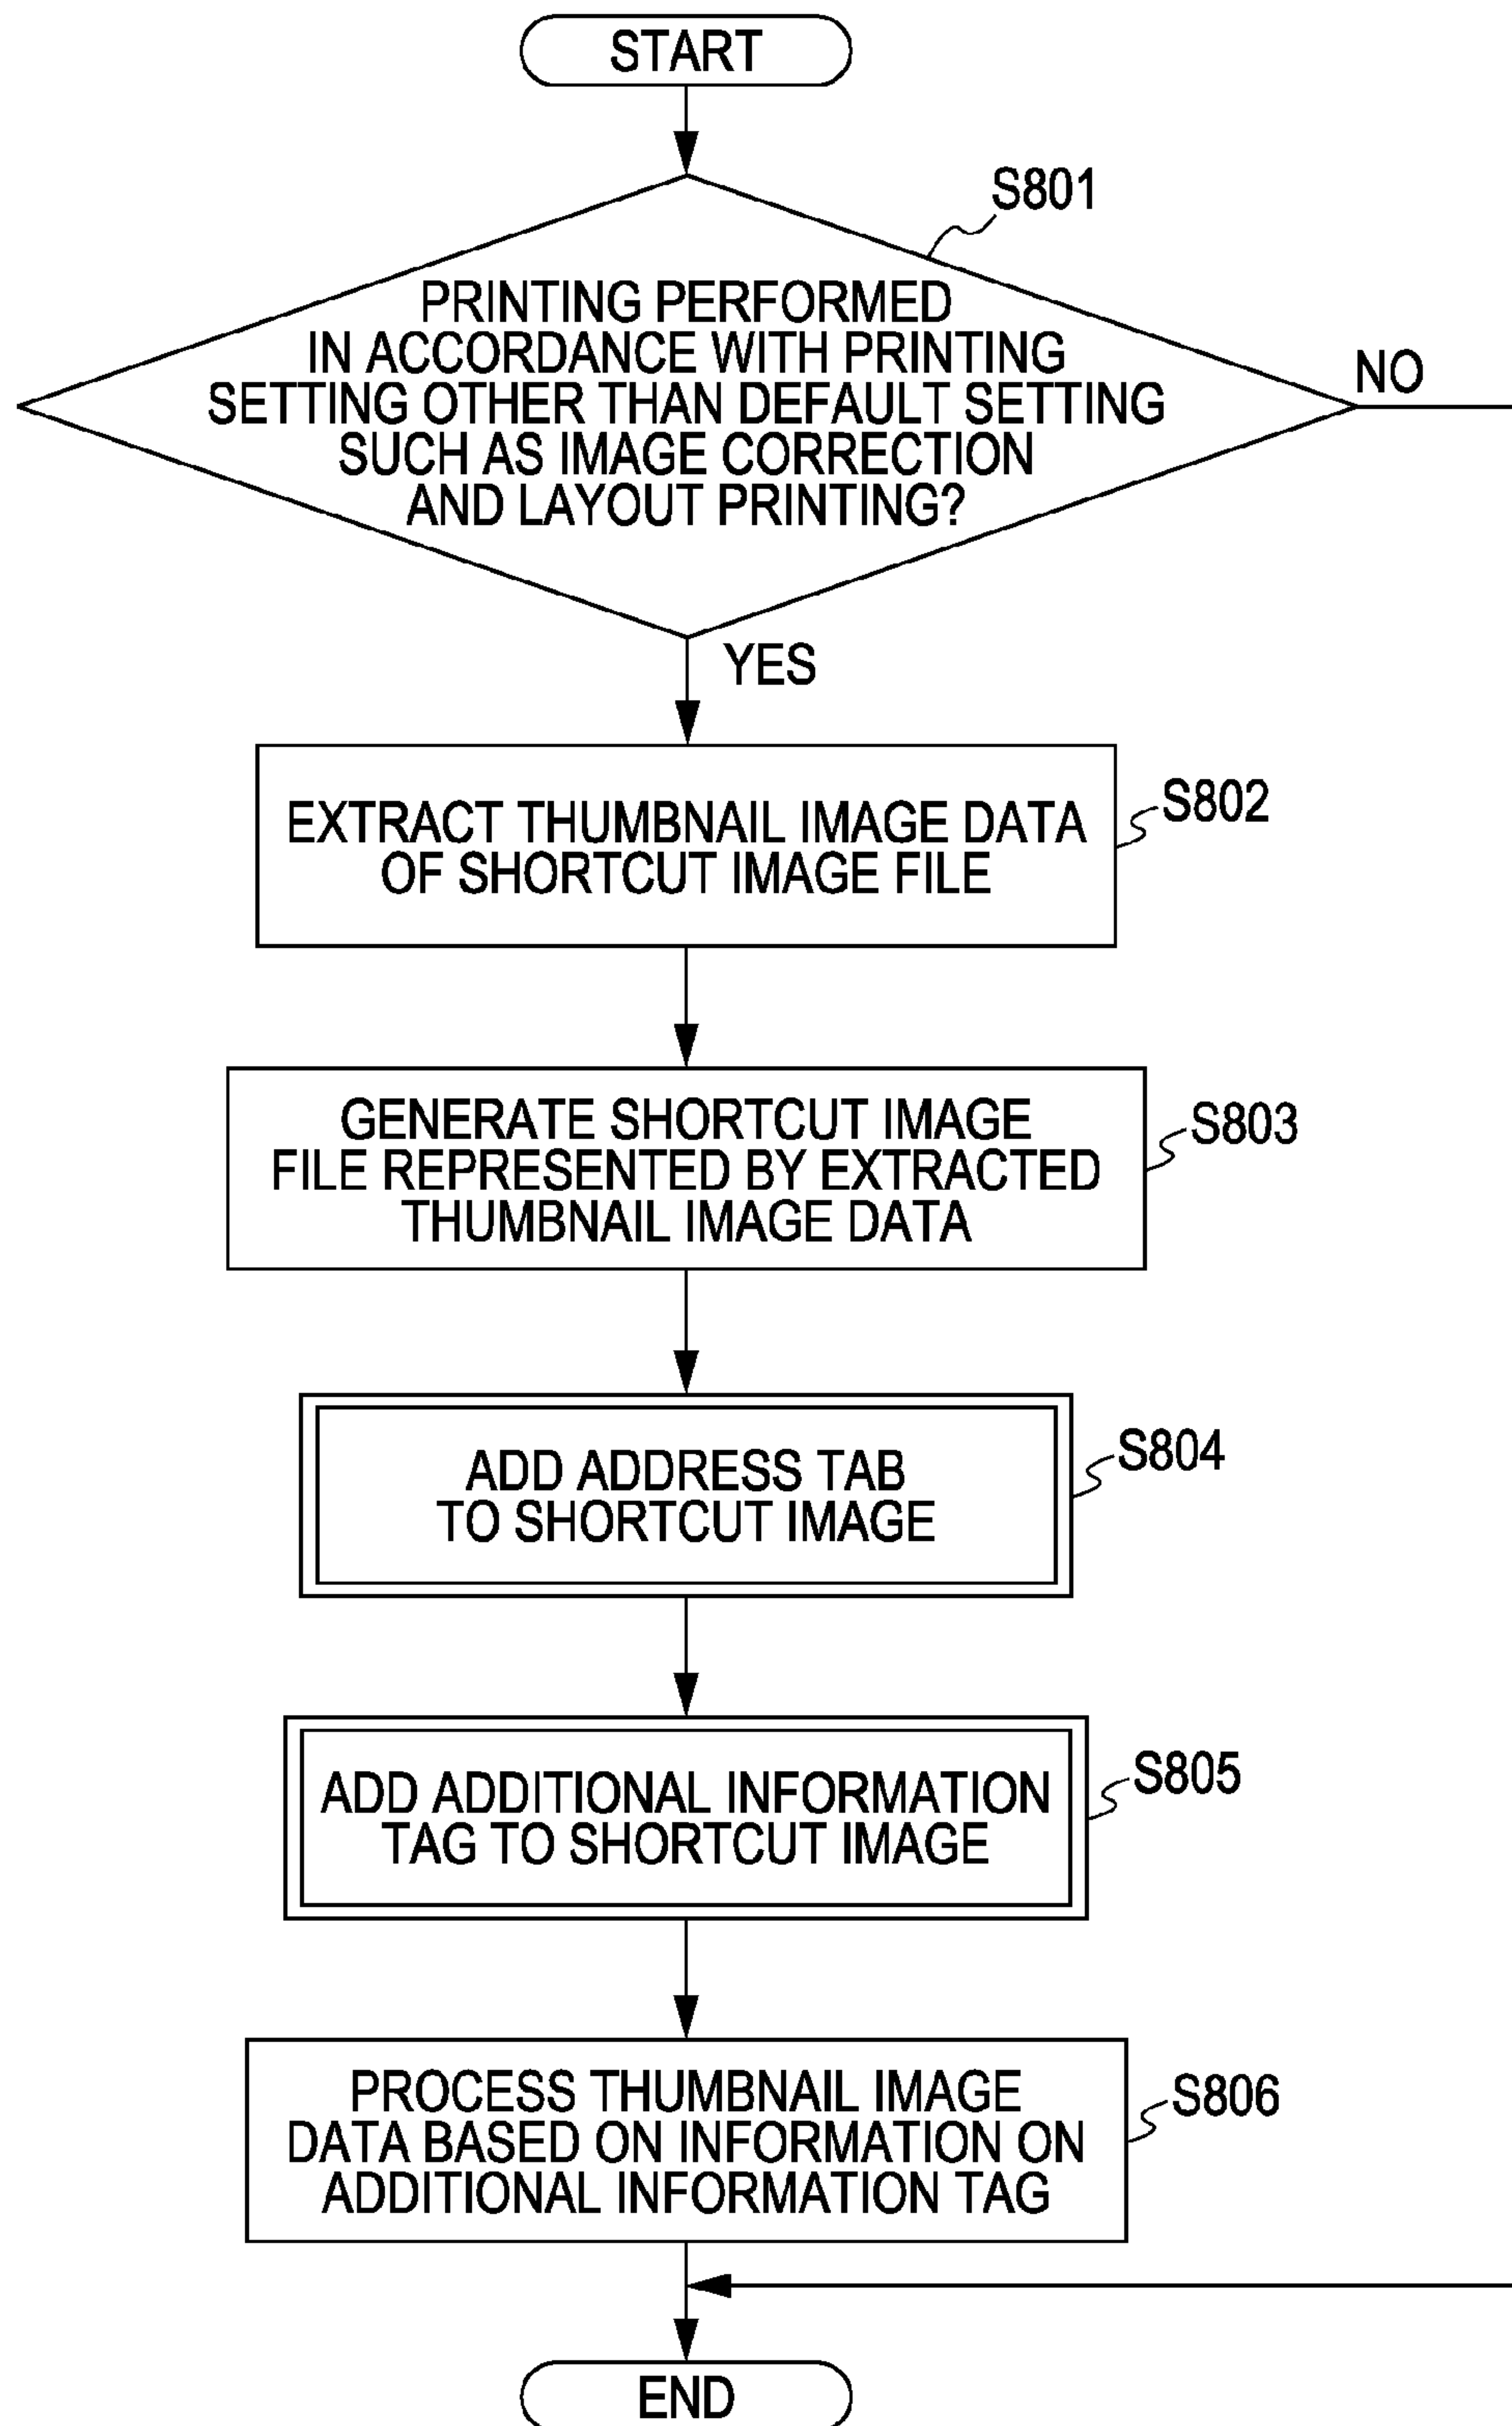 START
S801
PRINTING PERFORMED
IN ACCORDANCE WITH PRINTING
SETTING OTHER THAN DEFAULT SETTING
SUCH AS IMAGE CORRECTION
AND LAYOUT PRINTING?
NO
YES
EXTRACT THUMBNAIL IMAGE DATA
OF SHORTCUT IMAGE FILE
S802
GENERATE SHORTCUT IMAGE
FILE REPRESENTED BY EXTRACTED
THUMBNAIL IMAGE DATA
S803
ADD ADDRESS TAB
TO SHORTCUT IMAGE
S804
ADD ADDITIONAL INFORMATION
TAG TO SHORTCUT IMAGE
S805
PROCESS THUMBNAIL IMAGE
DATA BASED ON INFORMATION ON
ADDITIONAL INFORMATION TAG
S806
END